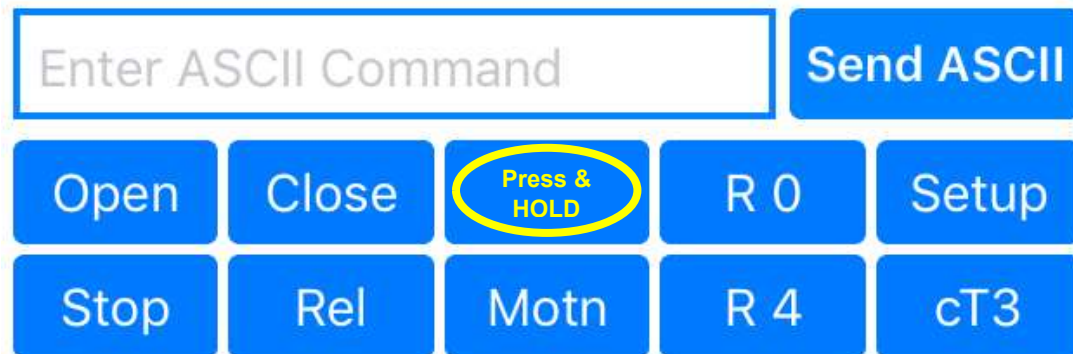 Enter ASCII Command Send ASCII
Open Close Press & HOLD R 0 Setup
Stop Rel Motn R 4 cT3